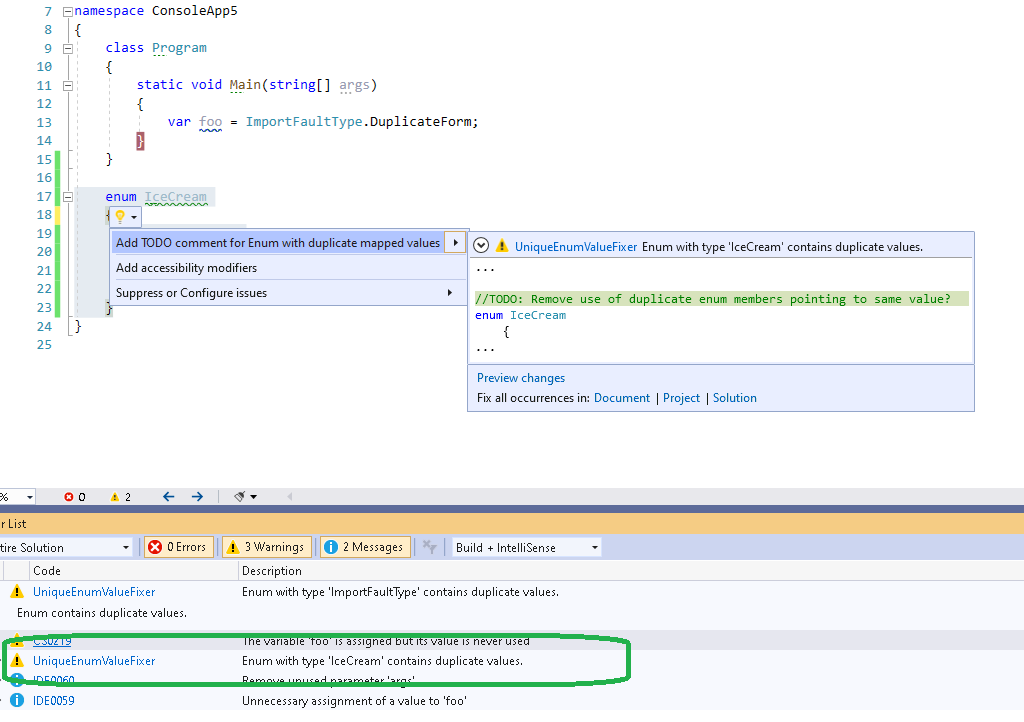 7 namespace ConsoleApp5
8 {
9 class Program
10 {
11 static void Main(string[] args)
12 {
13 var foo = ImportFaultType.DuplicateForm;
14 }
15 }
16
17 enum IceCream
18 {
19
20
21
22
23 }
24 }
25
Add TODO comment for Enum with duplicate mapped values
Add accessibility modifiers
Suppress or Configure issues
UniqueEnumValueFixer Enum with type 'IceCream' contains duplicate values.
...
//TODO: Remove use of duplicate enum members pointing to same value?
enum IceCream
{
...
Preview changes
Fix all occurrences in: Document | Project | Solution
% 0 2
r List
tire Solution 0 Errors 3 Warnings 2 Messages Build + IntelliSense
Code Description
UniqueEnumValueFixer Enum with type 'ImportFaultType' contains duplicate values.
Enum contains duplicate values.
CS0219 The variable 'foo' is assigned but its value is never used
UniqueEnumValueFixer Enum with type 'IceCream' contains duplicate values.
IDE0060 Remove unused parameter 'args'
IDE0059 Unnecessary assignment of a value to 'foo'